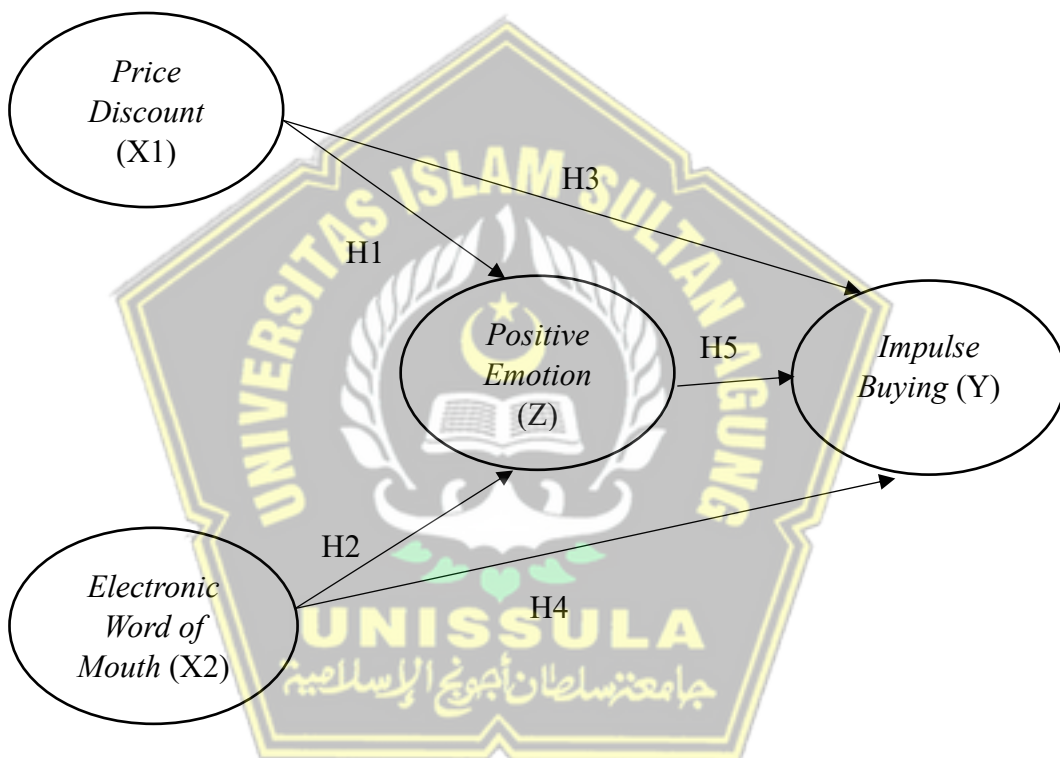 Price
Discount
(X1)
H3
H1
Positive
Emotion
(Z)
H5
Impulse
Buying (Y)
H2
Electronic
Word of
Mouth (X2)
H4
UNIVERSITAS ISLAM SULTAN AGUNG
UNISSULA
جامعة سلطان أجونج الإسلامية